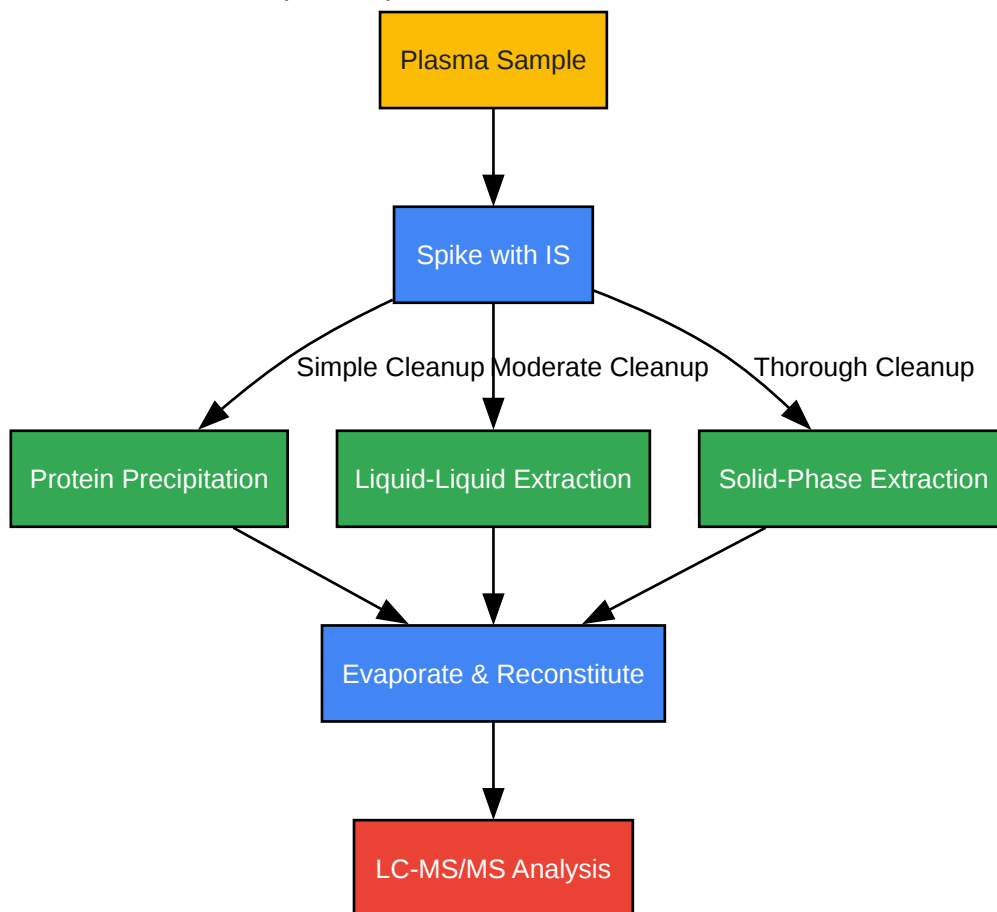 Plasma Sample
Spike with IS
Simple Cleanup
Moderate Cleanup
Thorough Cleanup
Protein Precipitation
Liquid-Liquid Extraction
Solid-Phase Extraction
Evaporate & Reconstitute
LC-MS/MS Analysis